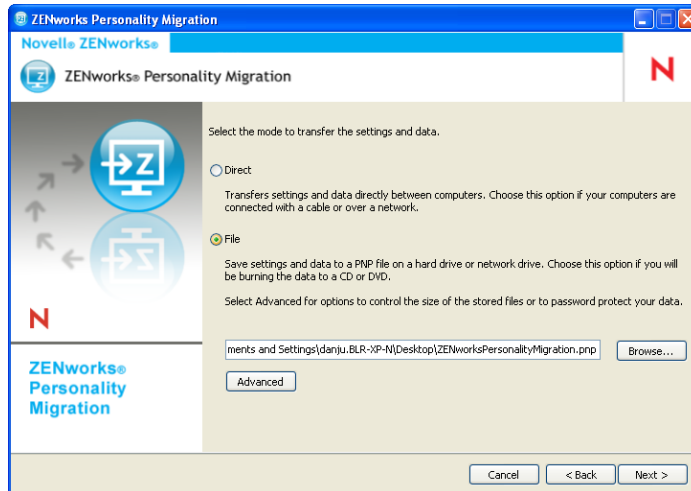 ZENworks Personality Migration
Novell® ZENworks®
ZENworks® Personality Migration
N
Select the mode to transfer the settings and data.
Direct
Transfers settings and data directly between computers. Choose this option if your computers are
connected with a cable or over a network.
File
Save settings and data to a PNP file on a hard drive or network drive. Choose this option if you will
be burning the data to a CD or DVD.
Select Advanced for options to control the size of the stored files or to password protect your data.
N
ments and Settings\danju.BLR-XP-N\Desktop\ZENworksPersonalityMigration.pnp
Browse...
Advanced
ZENworks®
Personality
Migration
Cancel
< Back
Next >